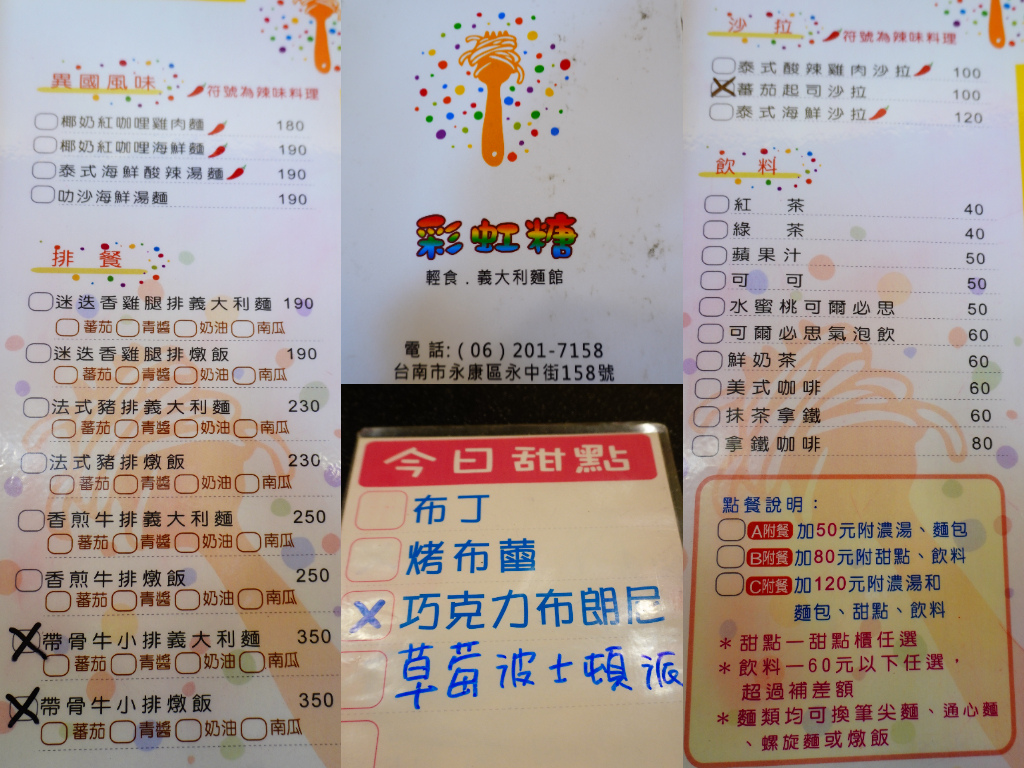 異國風味
符號為辣味料理
椰奶紅咖哩雞肉麵 180
椰奶紅咖哩海鮮麵 190
泰式海鮮酸辣湯麵 190
叻沙海鮮湯麵 190
排餐
迷迭香雞腿排義大利麵 190
蕃茄 青醬 奶油 南瓜
迷迭香雞腿排燉飯 190
蕃茄 青醬 奶油 南瓜
法式豬排義大利麵 230
蕃茄 青醬 奶油 南瓜
法式豬排燉飯 230
蕃茄 青醬 奶油 南瓜
香煎牛排義大利麵 250
蕃茄 青醬 奶油 南瓜
香煎牛排燉飯 250
蕃茄 青醬 奶油 南瓜
帶骨牛小排義大利麵 350
蕃茄 青醬 奶油 南瓜
帶骨牛小排燉飯 350
蕃茄 青醬 奶油 南瓜
彩虹糖
輕食.義大利麵館
電話:(06)201-7158
台南市永康區永中街158號
今日甜點
布丁
烤布蕾
巧克力布朗尼
草莓波士頓派
沙拉
符號為辣味料理
泰式酸辣雞肉沙拉 100
蕃茄起司沙拉 100
泰式海鮮沙拉 120
飲料
紅茶 40
綠茶 40
蘋果汁 50
可可 50
水蜜桃可爾必思 50
可爾必思氣泡飲 60
鮮奶茶 60
美式咖啡 60
抹茶拿鐵 60
拿鐵咖啡 80
點餐說明：
A附餐 加50元附濃湯、麵包
B附餐 加80元附甜點、飲料
C附餐 加120元附濃湯和
麵包、甜點、飲料
＊甜點—甜點櫃任選
＊飲料—60元以下任選，
超過補差額
＊麵類均可換筆尖麵、通心麵
、螺旋麵或燉飯